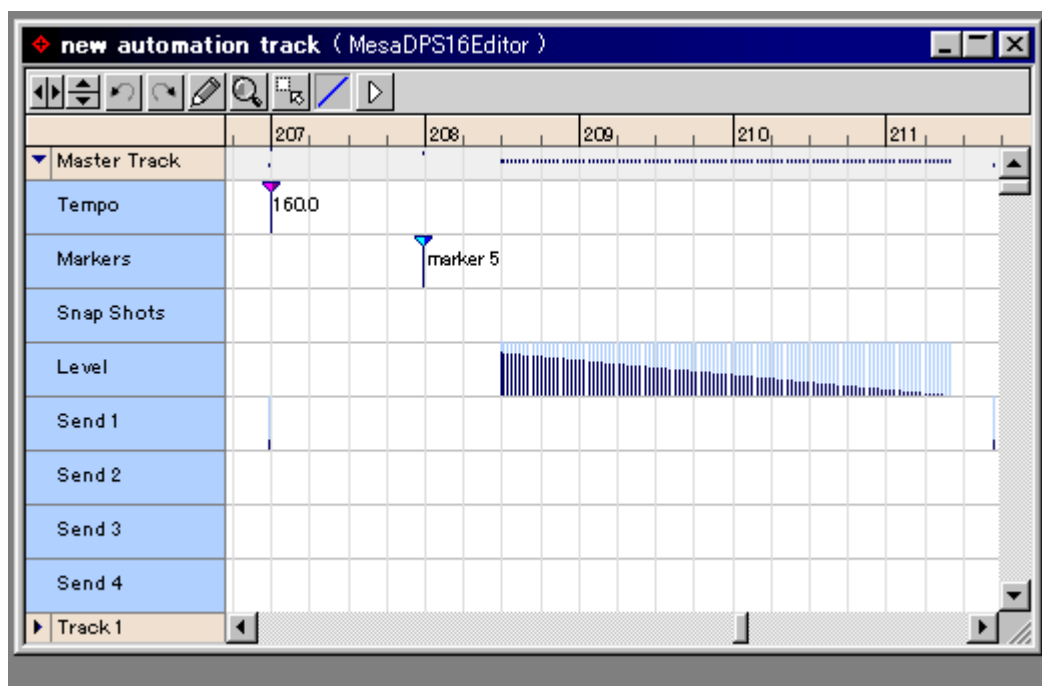 new automation track ( MesaDPS16Editor )
207 208 209 210 211
Master Track
Tempo 160.0
Markers marker 5
Snap Shots
Level
Send 1
Send 2
Send 3
Send 4
Track 1